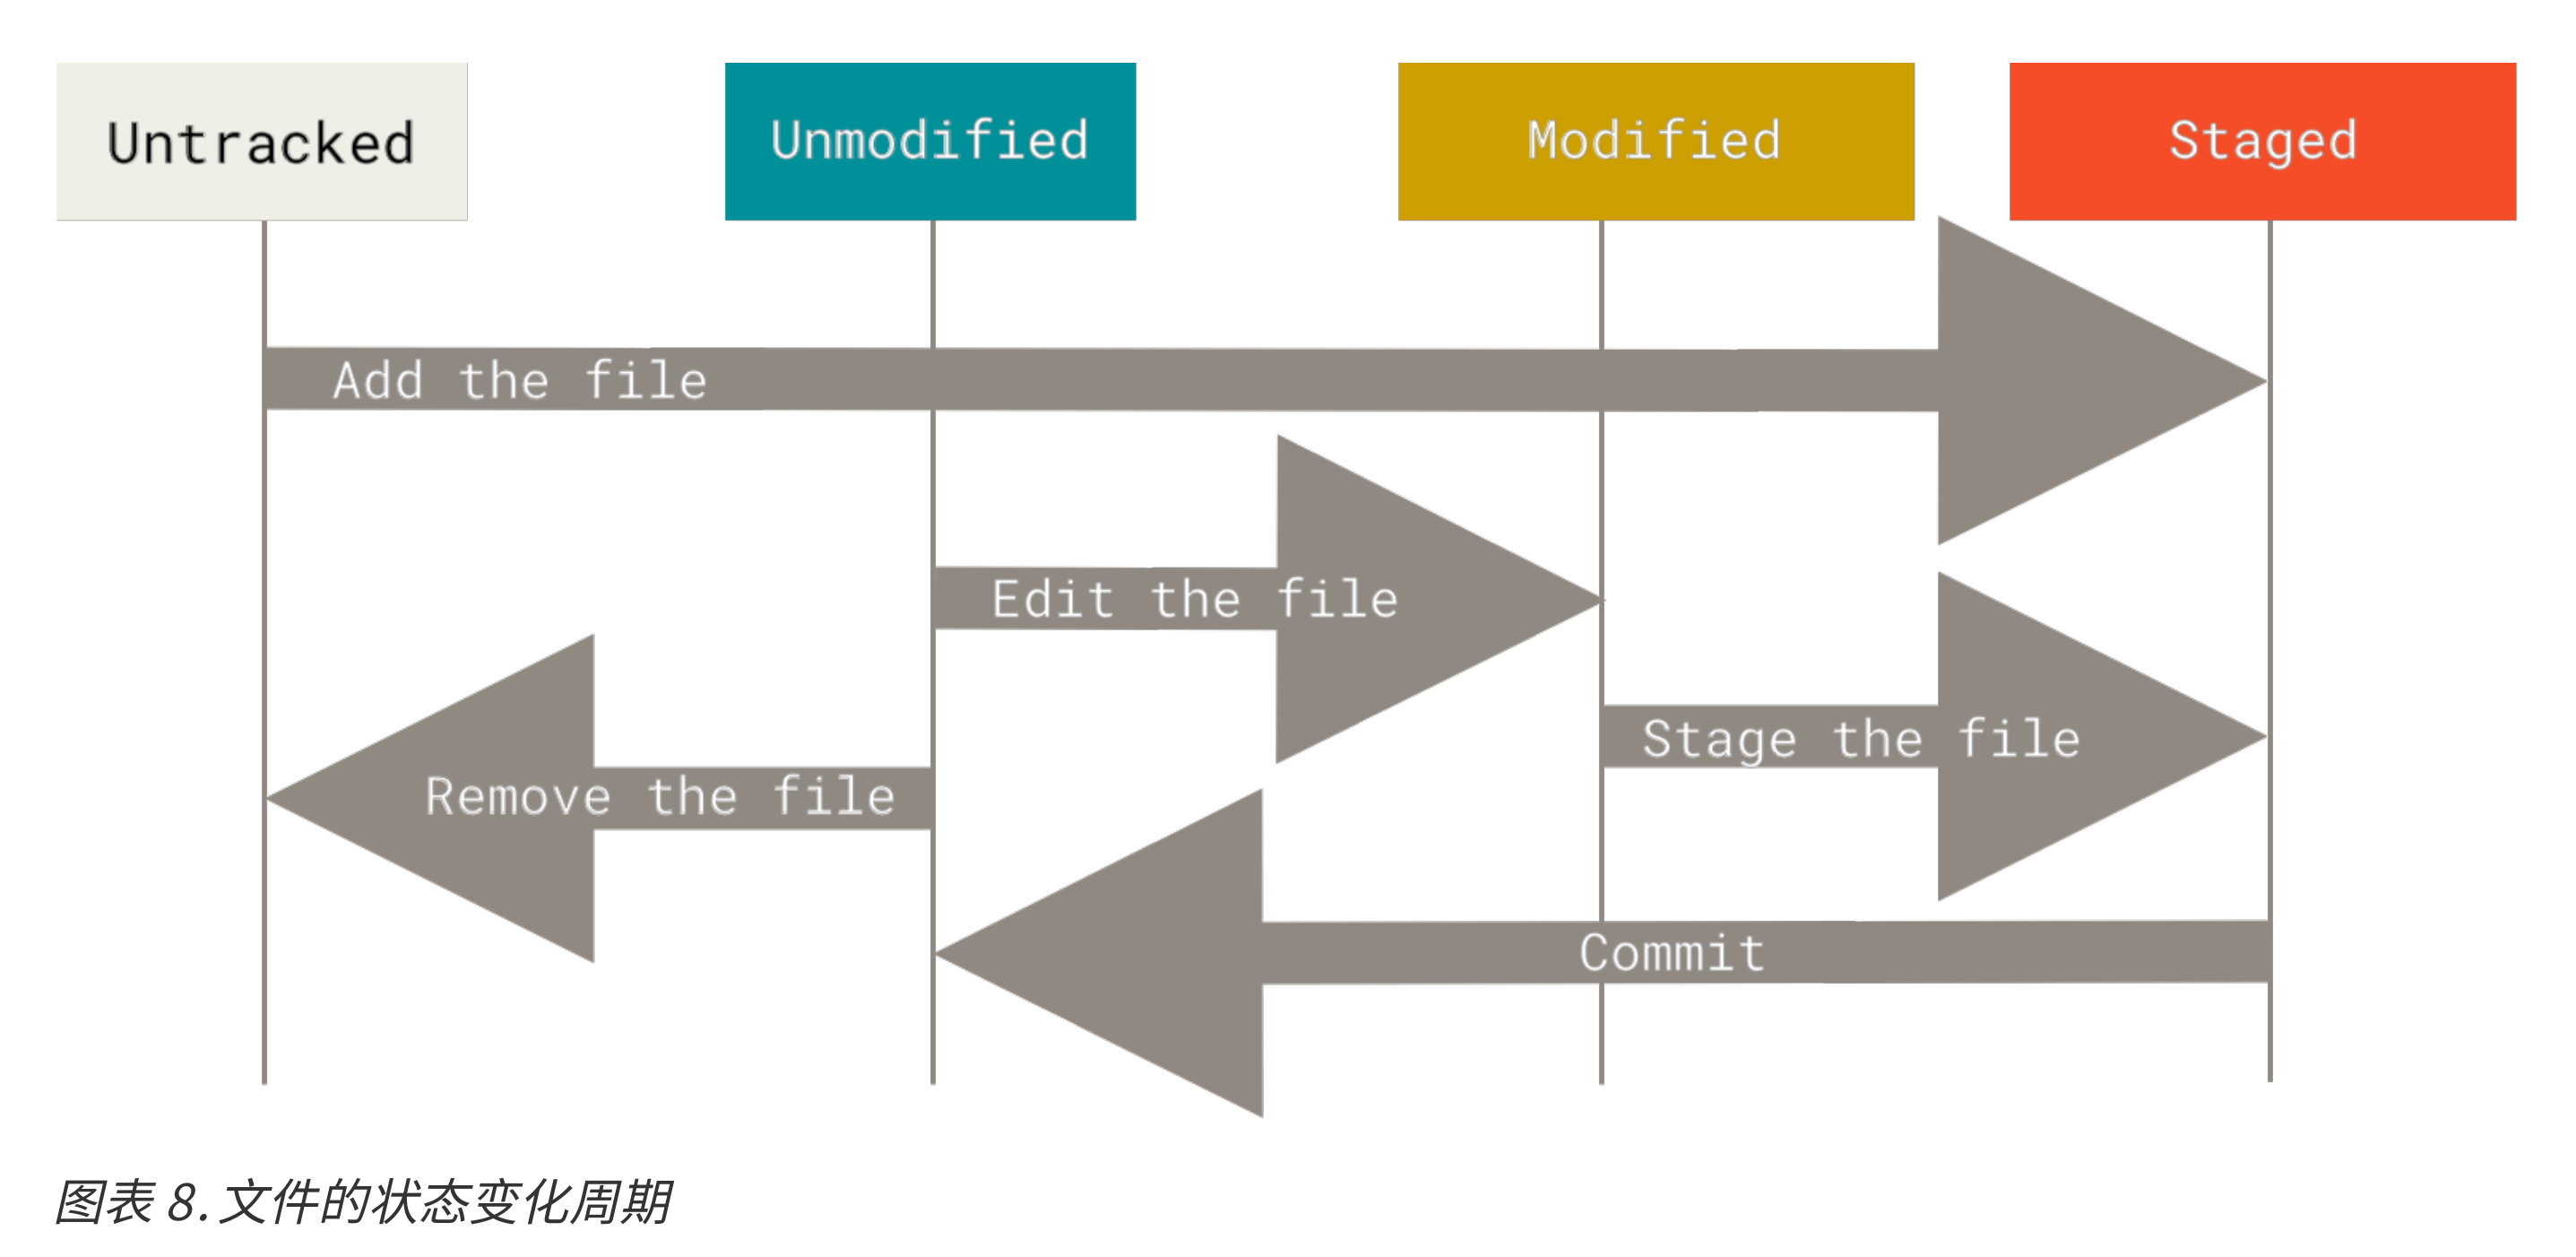 Untracked
Unmodified
Modified
Staged
Add the file
Edit the file
Stage the file
Remove the file
Commit
图表 8. 文件的状态变化周期